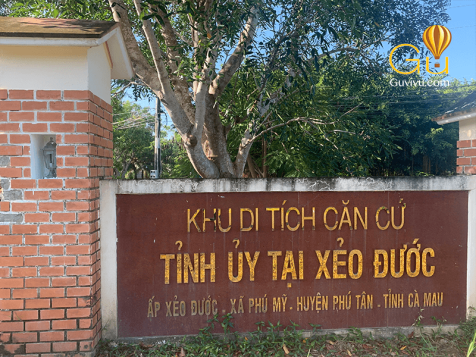 Gu
Guvivu.com
KHU DI TÍCH CĂN CỨ
TỈNH ỦY TẠI XẺO ĐƯỚC
ẤP XẺO ĐƯỚC - XÃ PHÚ MỸ - HUYỆN PHÚ TÂN - TỈNH CÀ MAU